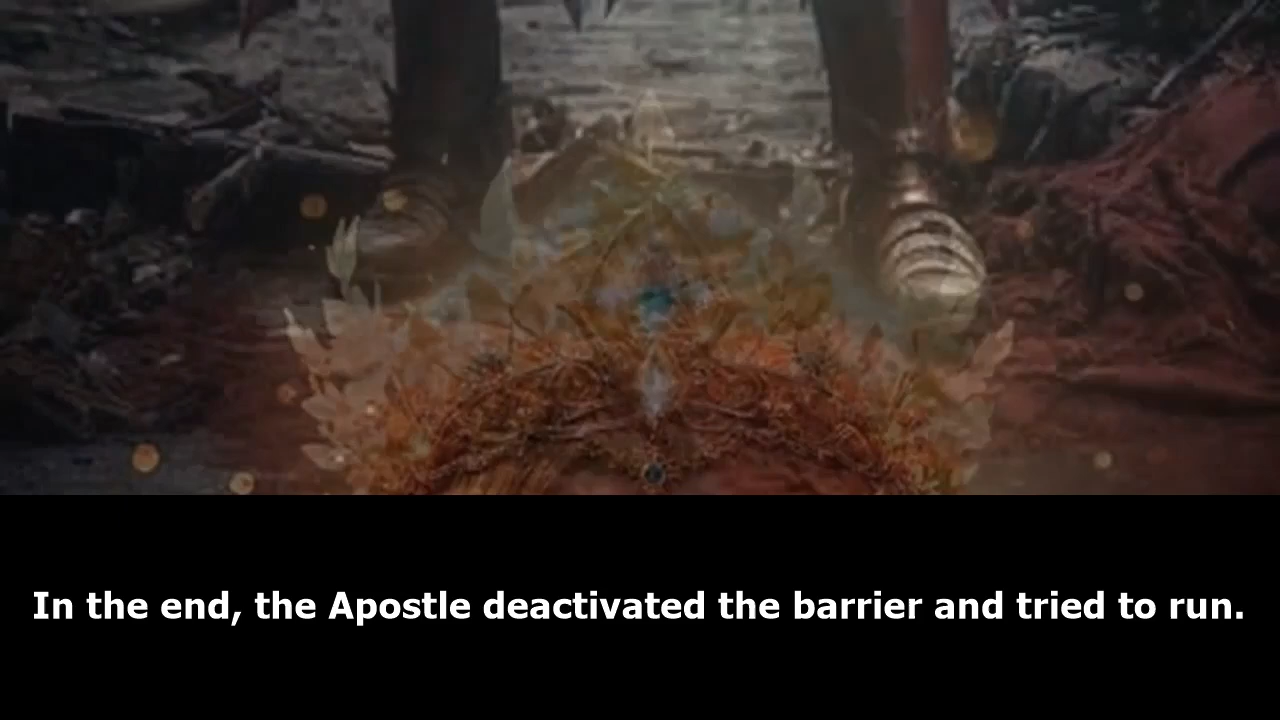 In the end, the Apostle deactivated the barrier and tried to run.